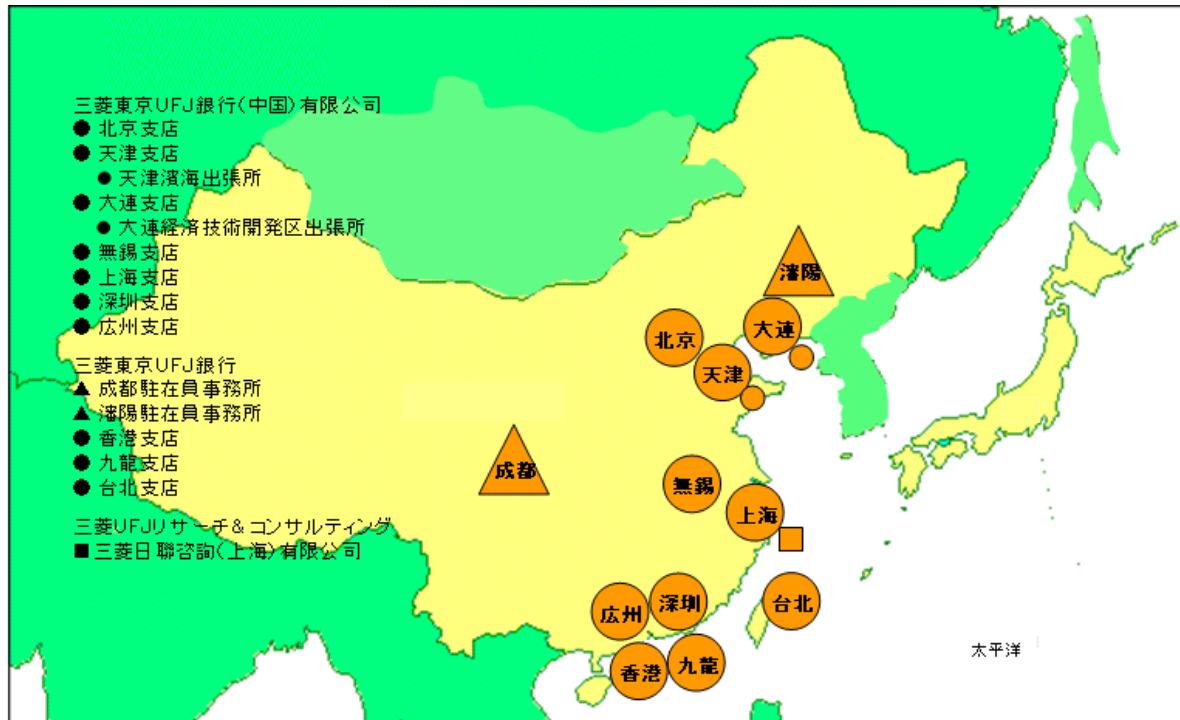 三菱東京UFJ銀行(中国)有限公司
● 北京支店
● 天津支店
● 天津濱海出張所
● 大連支店
● 大連経済技術開発区出張所
● 無錫支店
● 上海支店
● 深圳支店
● 広州支店
三菱東京UFJ銀行
▲ 成都駐在員事務所
▲ 瀋陽駐在員事務所
● 香港支店
● 九龍支店
● 台北支店
三菱UFJリサーチ&コンサルティング
■三菱日聯咨詢(上海)有限公司
瀋陽
大連
北京
天津
成都
無錫
上海
広州
深圳
台北
香港
九龍
太平洋